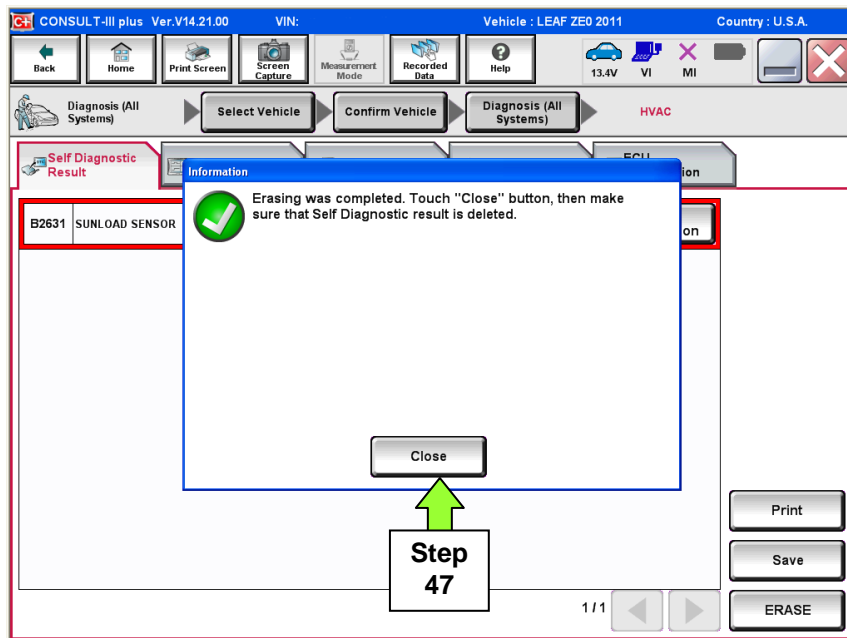 C+ CONSULT-III plus Ver.V14.21.00 VIN: Vehicle : LEAF ZE0 2011 Country : U.S.A.
Back
Home
Print Screen
Screen
Capture
Measurement
Mode
Recorded
Data
Help
13.4V
VI
MI
Diagnosis (All
Systems)
Select Vehicle
Confirm Vehicle
Diagnosis (All
Systems)
HVAC
Self Diagnostic
Result
Information
Erasing was completed. Touch "Close" button, then make
sure that Self Diagnostic result is deleted.
B2631 SUNLOAD SENSOR
Close
Step
47
Print
Save
1/1
ERASE